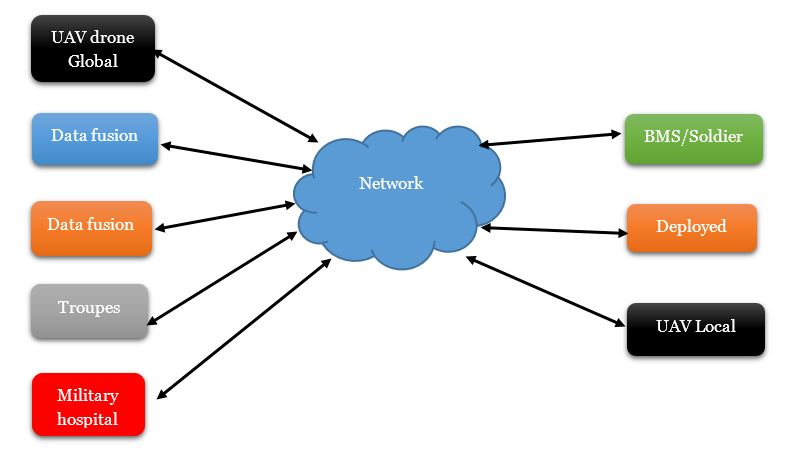 UAV drone
Global
Data fusion
Data fusion
Troupes
Military
hospital
Network
BMS/Soldier
Deployed
UAV Local